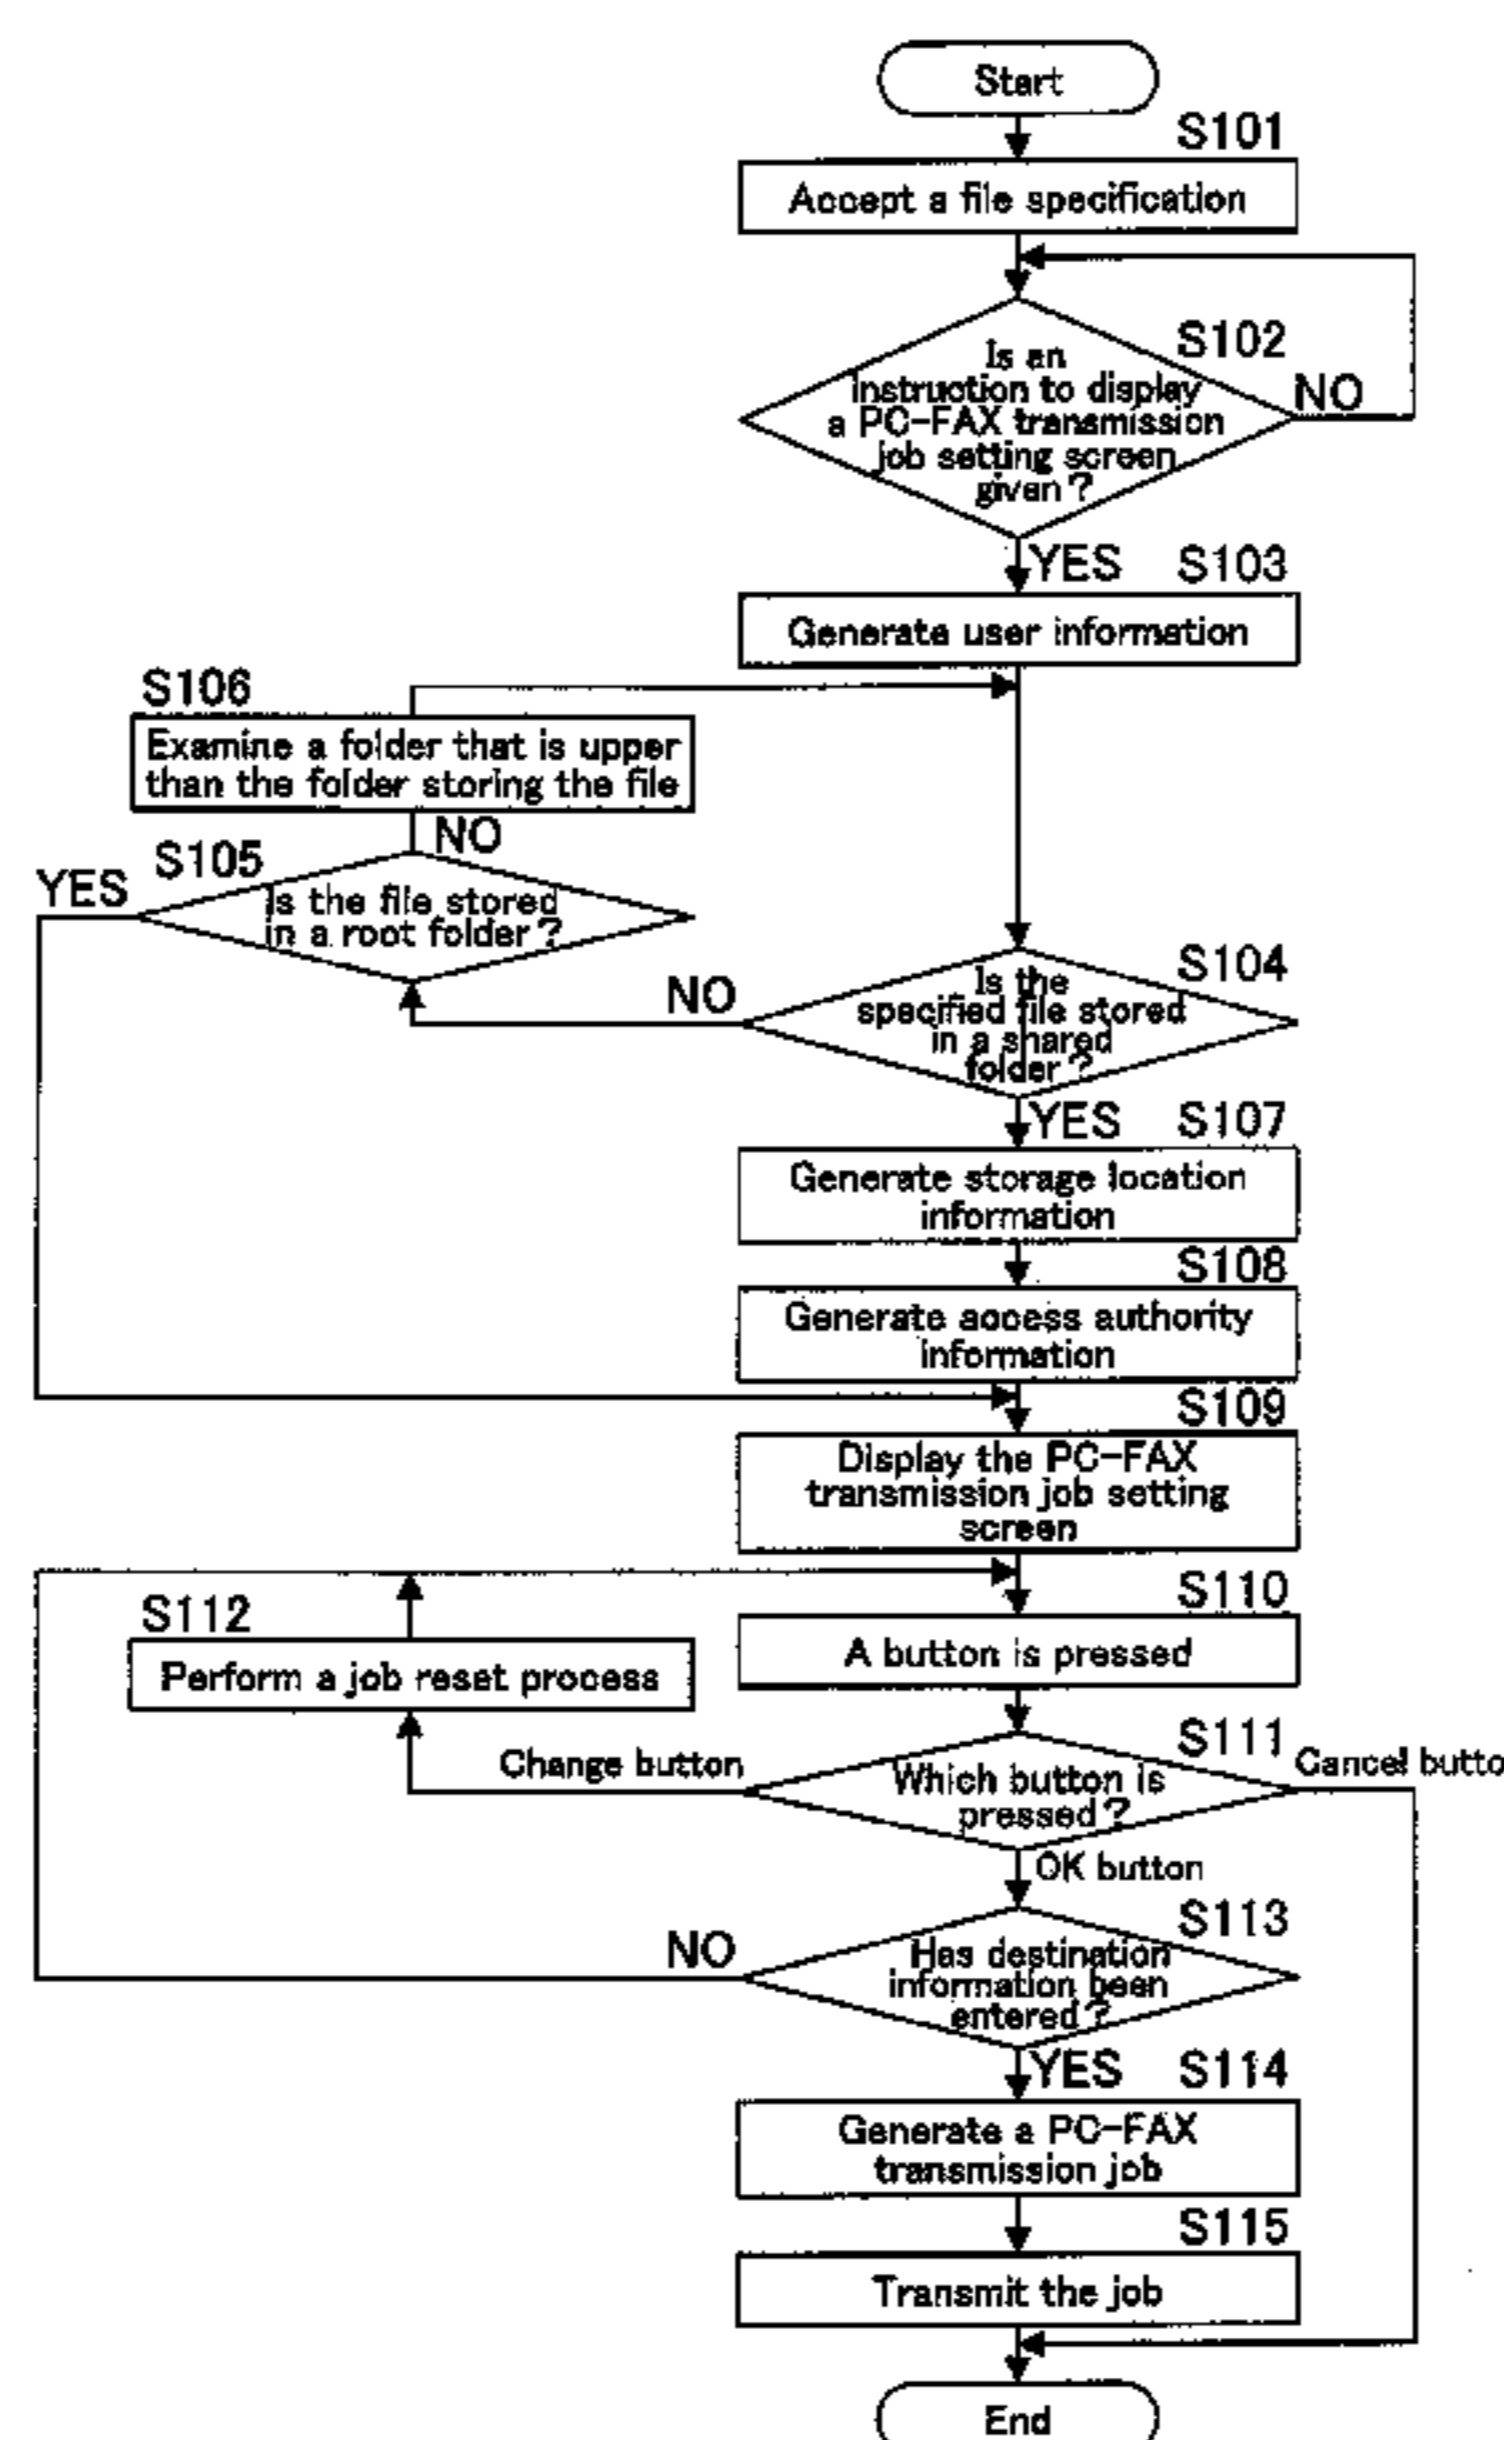 Start
S101
Accept a file specification
S102
Is an
instruction to display
a PC-FAX transmission
job setting screen
given?
NO
YES
S103
Generate user information
S106
Examine a folder that is upper
than the folder storing the file
NO
S105
YES
Is the file stored
in a root folder?
S104
NO
Is the
specified file stored
in a shared
folder?
YES
S107
Generate storage location
information
S108
Generate access authority
information
S109
Display the PC-FAX
transmission job setting
screen
S110
A button is pressed
S112
Perform a job reset process
S111
Change button
Which button is
pressed?
Cancel butto
OK button
S113
NO
Has destination
information been
entered?
YES
S114
Generate a PC-FAX
transmission job
S115
Transmit the job
End